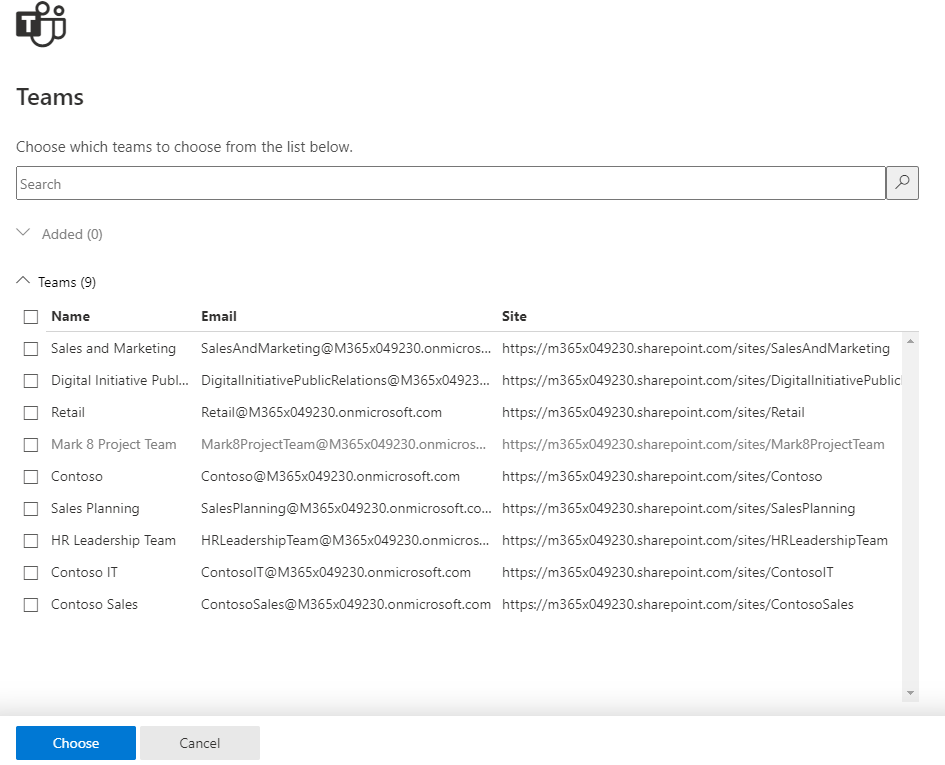 T
Teams
Choose which teams to choose from the list below.
Search
Added (0)
Teams (9)
Name Email Site
Sales and Marketing SalesAndMarketing@M365x049230.onmicros... https://m365x049230.sharepoint.com/sites/SalesAndMarketing
Digital Initiative Publ... DigitalInitiativePublicRelations@M365x04923... https://m365x049230.sharepoint.com/sites/DigitalInitiativePublic
Retail Retail@M365x049230.onmicrosoft.com https://m365x049230.sharepoint.com/sites/Retail
Mark 8 Project Team Mark8ProjectTeam@M365x049230.onmicros... https://m365x049230.sharepoint.com/sites/Mark8ProjectTeam
Contoso Contoso@M365x049230.onmicrosoft.com https://m365x049230.sharepoint.com/sites/Contoso
Sales Planning SalesPlanning@M365x049230.onmicrosoft.co... https://m365x049230.sharepoint.com/sites/SalesPlanning
HR Leadership Team HRLeadershipTeam@M365x049230.onmicros... https://m365x049230.sharepoint.com/sites/HRLeadershipTeam
Contoso IT ContosoIT@M365x049230.onmicrosoft.com https://m365x049230.sharepoint.com/sites/ContosoIT
Contoso Sales ContosoSales@M365x049230.onmicrosoft.com https://m365x049230.sharepoint.com/sites/ContosoSales
Choose Cancel